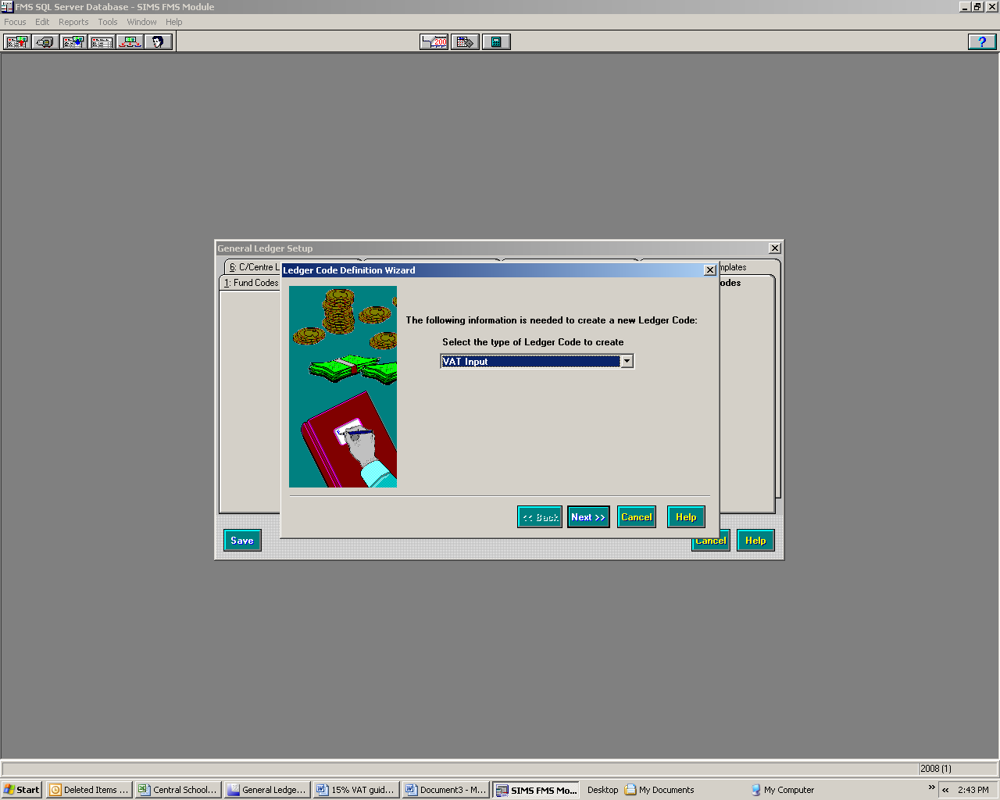 FMS SQL Server Database - SIMS FMS Module
Focus Edit Reports Tools Window Help
200
?
General Ledger Setup
6: C/Centre L
mplates
1: Fund Codes
odes
Ledger Code Definition Wizard
The following information is needed to create a new Ledger Code:
Select the type of Ledger Code to create
VAT Input
<< Back Next >> Cancel Help
Save Cancel Help
2008 (1)
Start Deleted Items ... Central School... General Ledge... 15% VAT guid... Document3 - M... SIMS FMS Mo... Desktop My Documents My Computer » « 2:43 PM